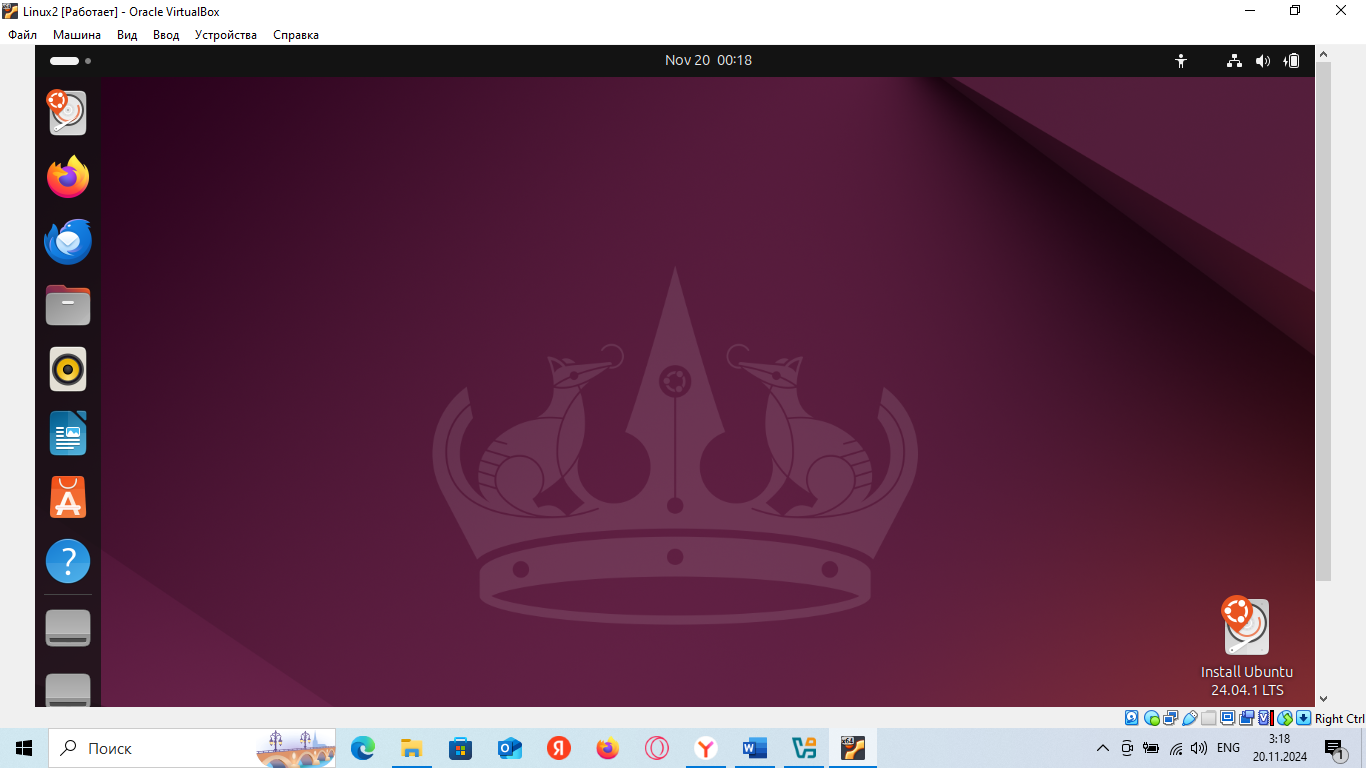 Linux2 [Работает] - Oracle VirtualBox
Файл Машина Вид Ввод Устройства Справка
Nov 20 00:18
Install Ubuntu
24.04.1 LTS
Right Ctrl
Поиск
ENG
3:18
20.11.2024
1